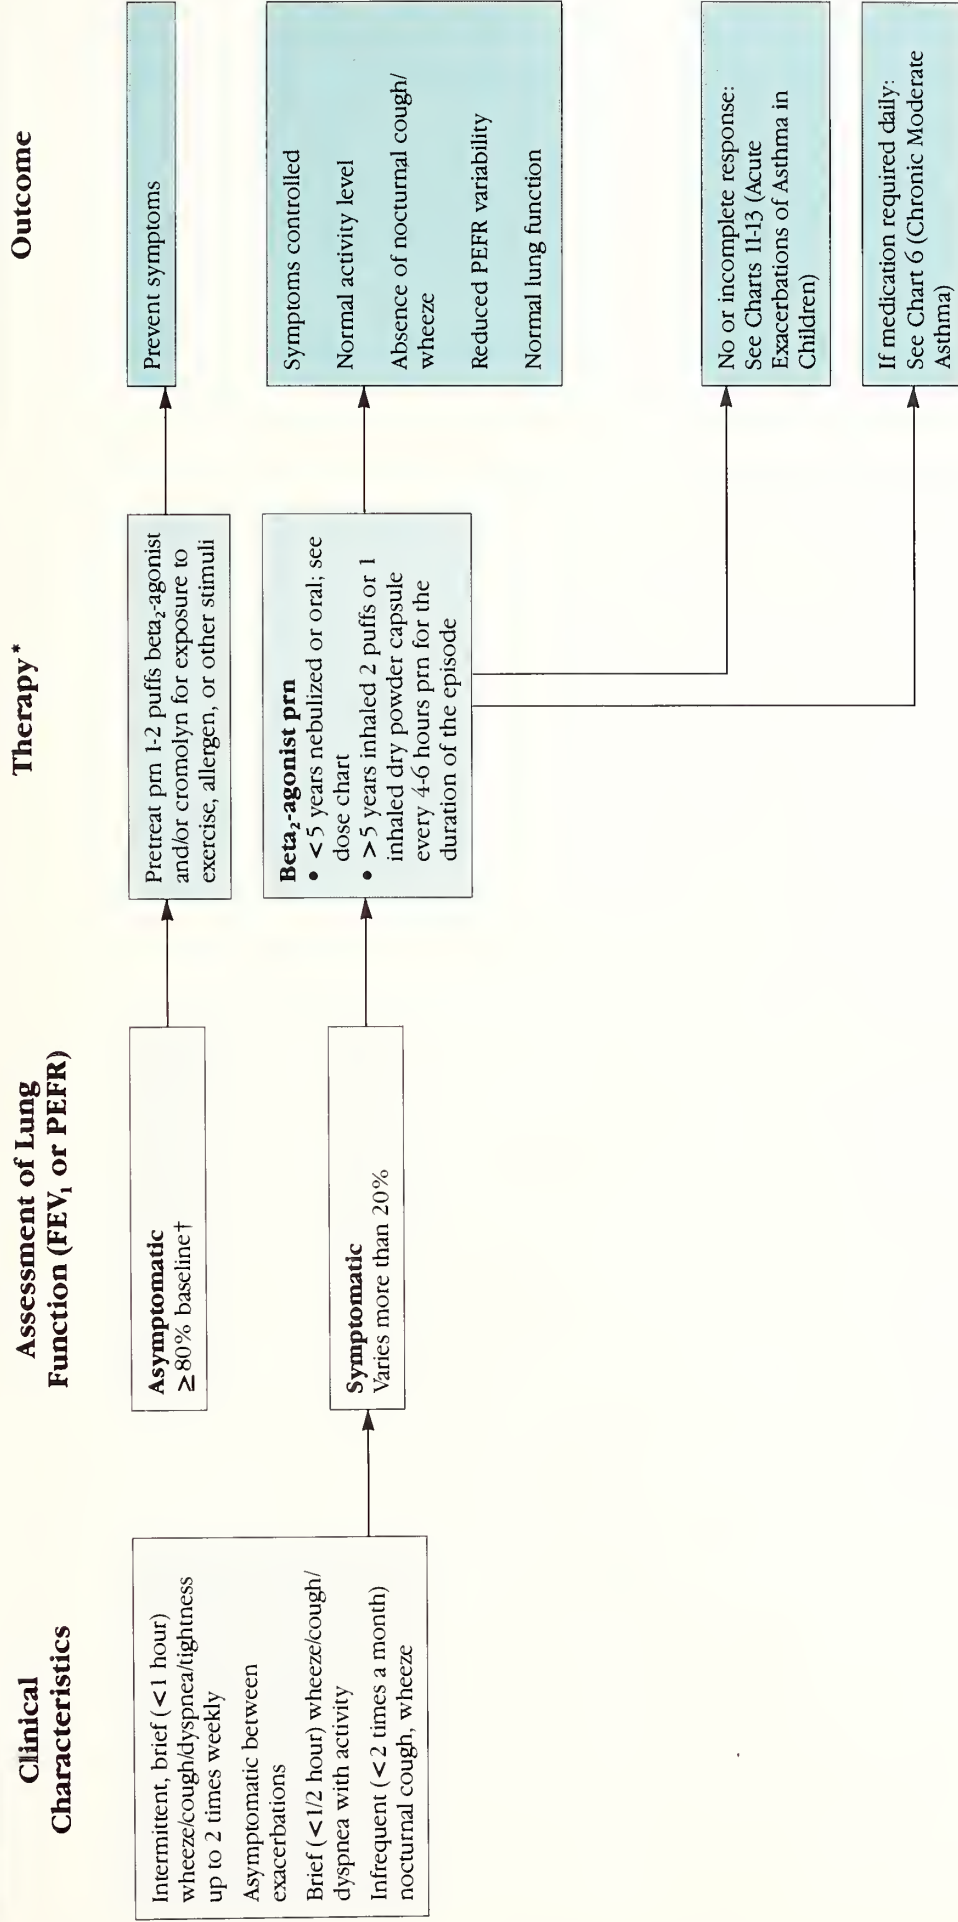 Clinical
Characteristics
Intermittent, brief (<1 hour)
wheeze/cough/dyspnea/tightness
up to 2 times weekly
Asymptomatic between
exacerbations
Brief (<1/2 hour) wheeze/cough/
dyspnea with activity
Infrequent (<2 times a month)
nocturnal cough, wheeze
Assessment of Lung
Function (FEV₁ or PEFR)
Asymptomatic
≥80% baseline†
Symptomatic
Varies more than 20%
Therapy*
Pretreat prn 1-2 puffs beta₂-agonist
and/or cromolyn for exposure to
exercise, allergen, or other stimuli
Beta₂-agonist prn
• <5 years nebulized or oral; see
dose chart
• >5 years inhaled 2 puffs or 1
inhaled dry powder capsule
every 4-6 hours prn for the
duration of the episode
Outcome
Prevent symptoms
Symptoms controlled
Normal activity level
Absence of nocturnal cough/
wheeze
Reduced PEFR variability
Normal lung function
No or incomplete response:
See Charts 11-13 (Acute
Exacerbations of Asthma in
Children)
If medication required daily:
See Chart 6 (Chronic Moderate
Asthma)